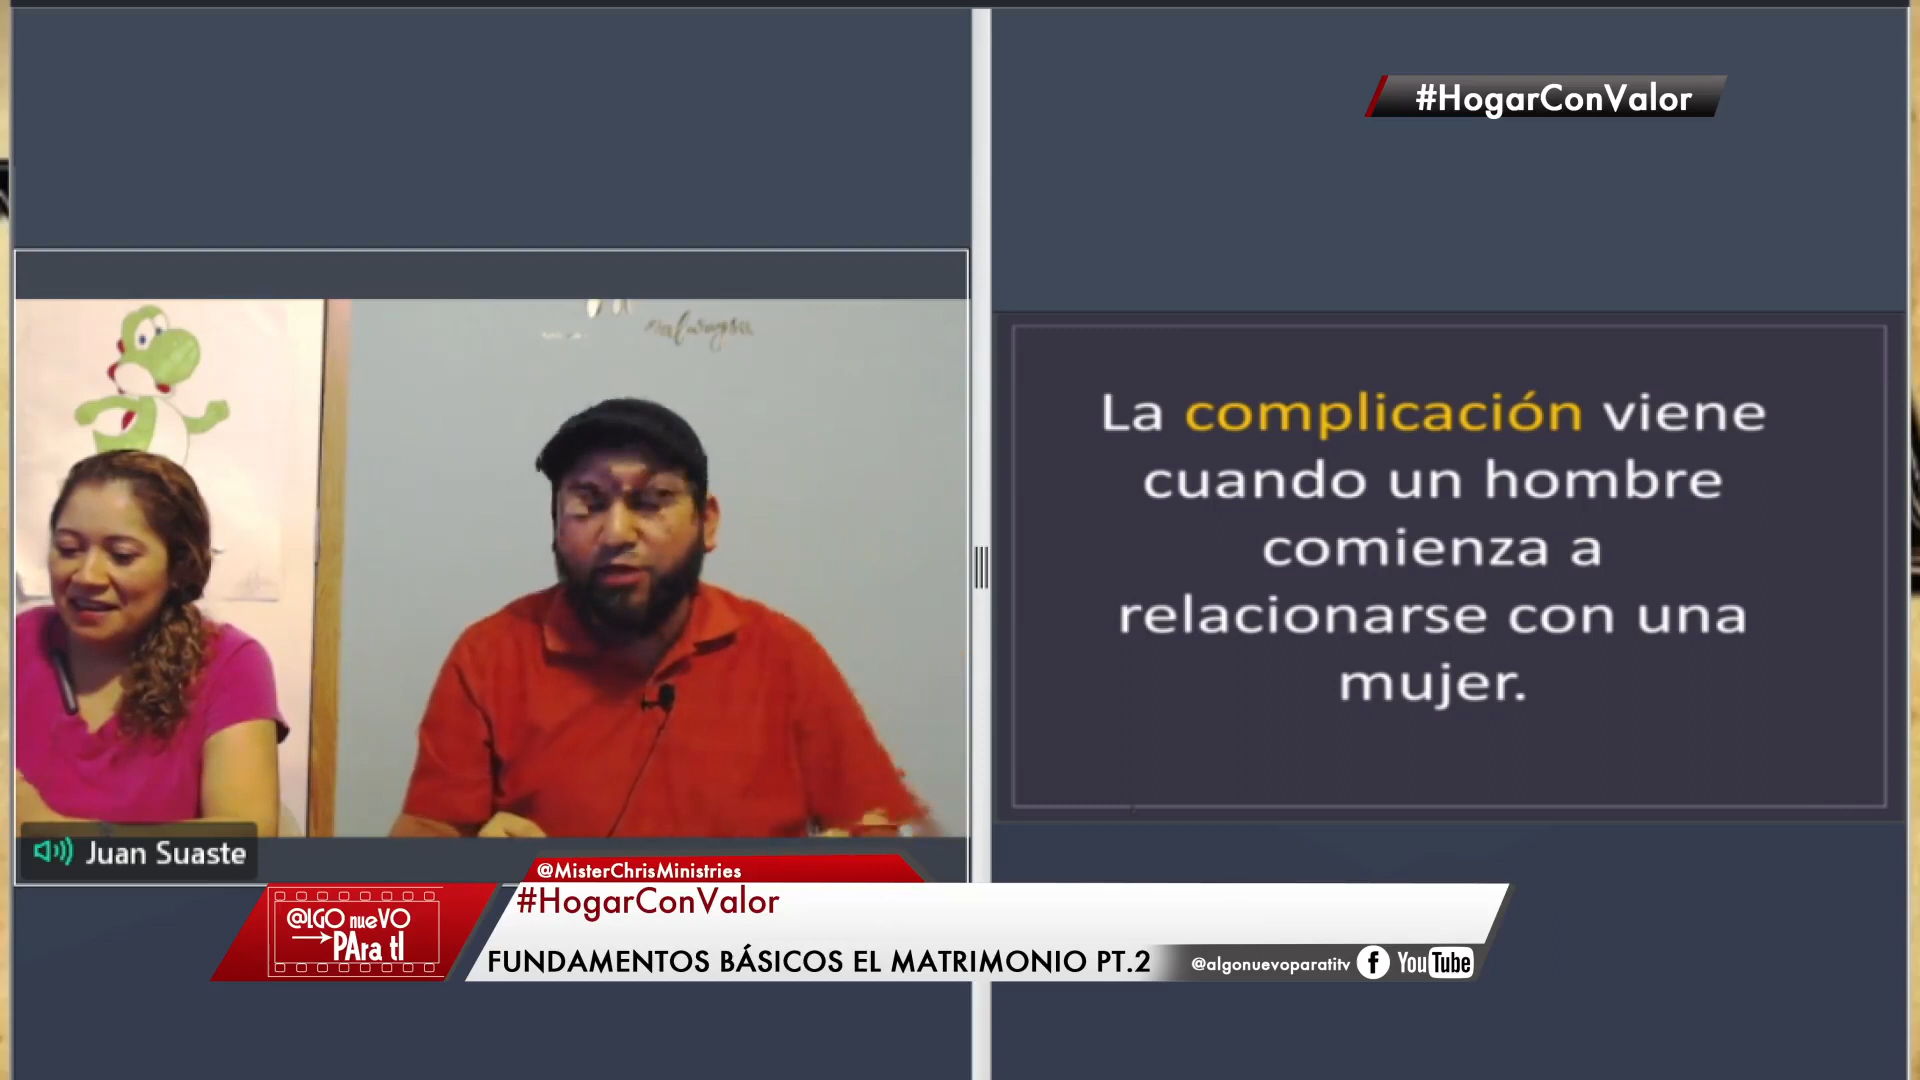 #HogarConValor
La complicación viene
cuando un hombre
comienza a
relacionarse con una
mujer.
Juan Suaste
@MisterChrisMinistries
#HogarConValor
@LGO nueVO
PAra tI
FUNDAMENTOS BÁSICOS EL MATRIMONIO PT.2
@algonuevoparatitv f YouTube